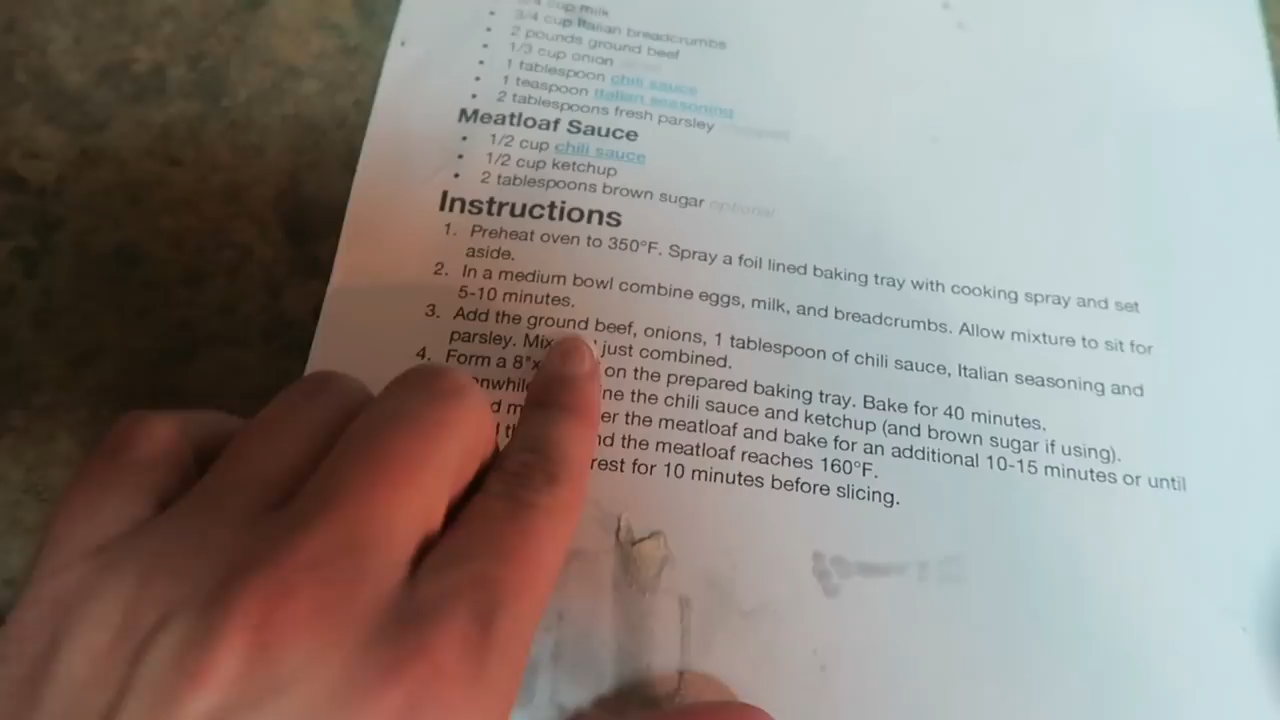 cup milk
3/4 cup Italian breadcrumbs
2 pounds ground beef
1/3 cup onion
1 tablespoon chili sauce
1 teaspoon Italian seasoning
2 tablespoons fresh parsley
Meatloaf Sauce
1/2 cup chili sauce
1/2 cup ketchup
2 tablespoons brown sugar optional
Instructions
1. Preheat oven to 350°F. Spray a foil lined baking tray with cooking spray and set
aside.
2. In a medium bowl combine eggs, milk, and breadcrumbs. Allow mixture to sit for
5-10 minutes.
3. Add the ground beef, onions, 1 tablespoon of chili sauce, Italian seasoning and
parsley. Mix just combined.
4. Form a 8"x on the prepared baking tray. Bake for 40 minutes.
the chili sauce and ketchup (and brown sugar if using).
the meatloaf and bake for an additional 10-15 minutes or until
the meatloaf reaches 160°F.
rest for 10 minutes before slicing.